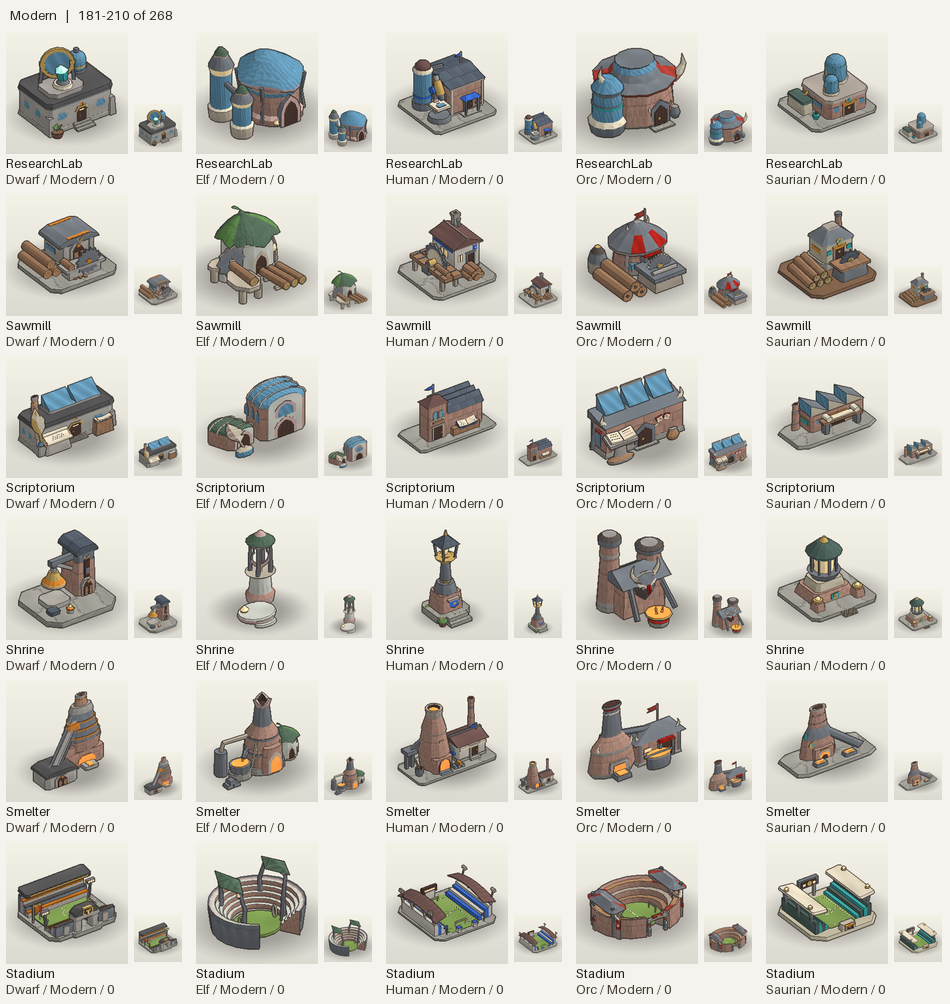 Modern | 181-210 of 268
ResearchLab ResearchLab ResearchLab ResearchLab ResearchLab
Dwarf / Modern / 0 Elf / Modern / 0 Human / Modern / 0 Orc / Modern / 0 Saurian / Modern / 0
Sawmill Sawmill Sawmill Sawmill Sawmill
Dwarf / Modern / 0 Elf / Modern / 0 Human / Modern / 0 Orc / Modern / 0 Saurian / Modern / 0
Scriptorium Scriptorium Scriptorium Scriptorium Scriptorium
Dwarf / Modern / 0 Elf / Modern / 0 Human / Modern / 0 Orc / Modern / 0 Saurian / Modern / 0
Shrine Shrine Shrine Shrine Shrine
Dwarf / Modern / 0 Elf / Modern / 0 Human / Modern / 0 Orc / Modern / 0 Saurian / Modern / 0
Smelter Smelter Smelter Smelter Smelter
Dwarf / Modern / 0 Elf / Modern / 0 Human / Modern / 0 Orc / Modern / 0 Saurian / Modern / 0
Stadium Stadium Stadium Stadium Stadium
Dwarf / Modern / 0 Elf / Modern / 0 Human / Modern / 0 Orc / Modern / 0 Saurian / Modern / 0